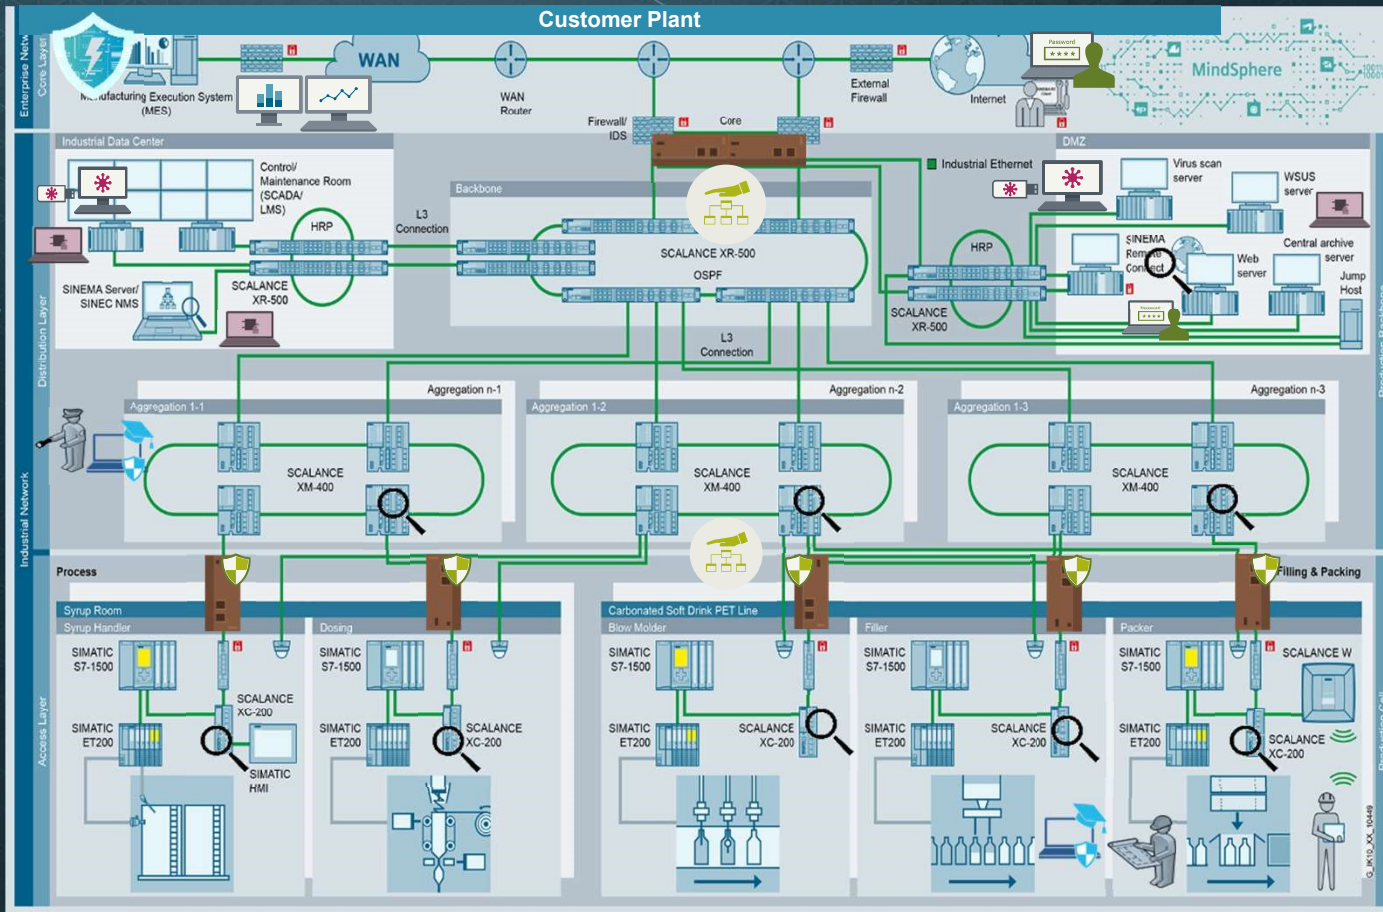 Customer Plant
Enterprise Netw
Core Layer
Manufacturing Execution System
(MES)
WAN
WAN
Router
External
Firewall
Internet
Password
****
MindSphere
Firewall/
IDS
Core
Industrial Data Center
Control/
Maintenance Room
(SCADA/
LMS)
HRP
L3
Connection
SCALANCE
XR-500
SINEMA Server/
SINEC NMS
Backbone
SCALANCE XR-500
OSPF
L3
Connection
Industrial Ethernet
HRP
SCALANCE
XR-500
DMZ
Virus scan
server
WSUS
server
SINEMA
Remote
Connect
Web
server
Central archive
server
Jump
Host
Password
****
Distribution Layer
Production Backbone
Industrial Network
Aggregation n-1
Aggregation 1-1
SCALANCE
XM-400
Aggregation n-2
Aggregation 1-2
SCALANCE
XM-400
Aggregation n-3
Aggregation 1-3
SCALANCE
XM-400
Process
Filling & Packing
Syrup Room
Syrup Handler
SIMATIC
S7-1500
SCALANCE
XC-200
SIMATIC
ET200
SIMATIC
HMI
Dosing
SIMATIC
S7-1500
SIMATIC
ET200
SCALANCE
XC-200
Carbonated Soft Drink PET Line
Blow Molder
SIMATIC
S7-1500
SIMATIC
ET200
SCALANCE
XC-200
Filler
SIMATIC
S7-1500
SIMATIC
ET200
SCALANCE
XC-200
Packer
SIMATIC
S7-1500
SCALANCE W
SIMATIC
ET200
SCALANCE
XC-200
Access Layer
Production Cell
G_IK10_XX_10449